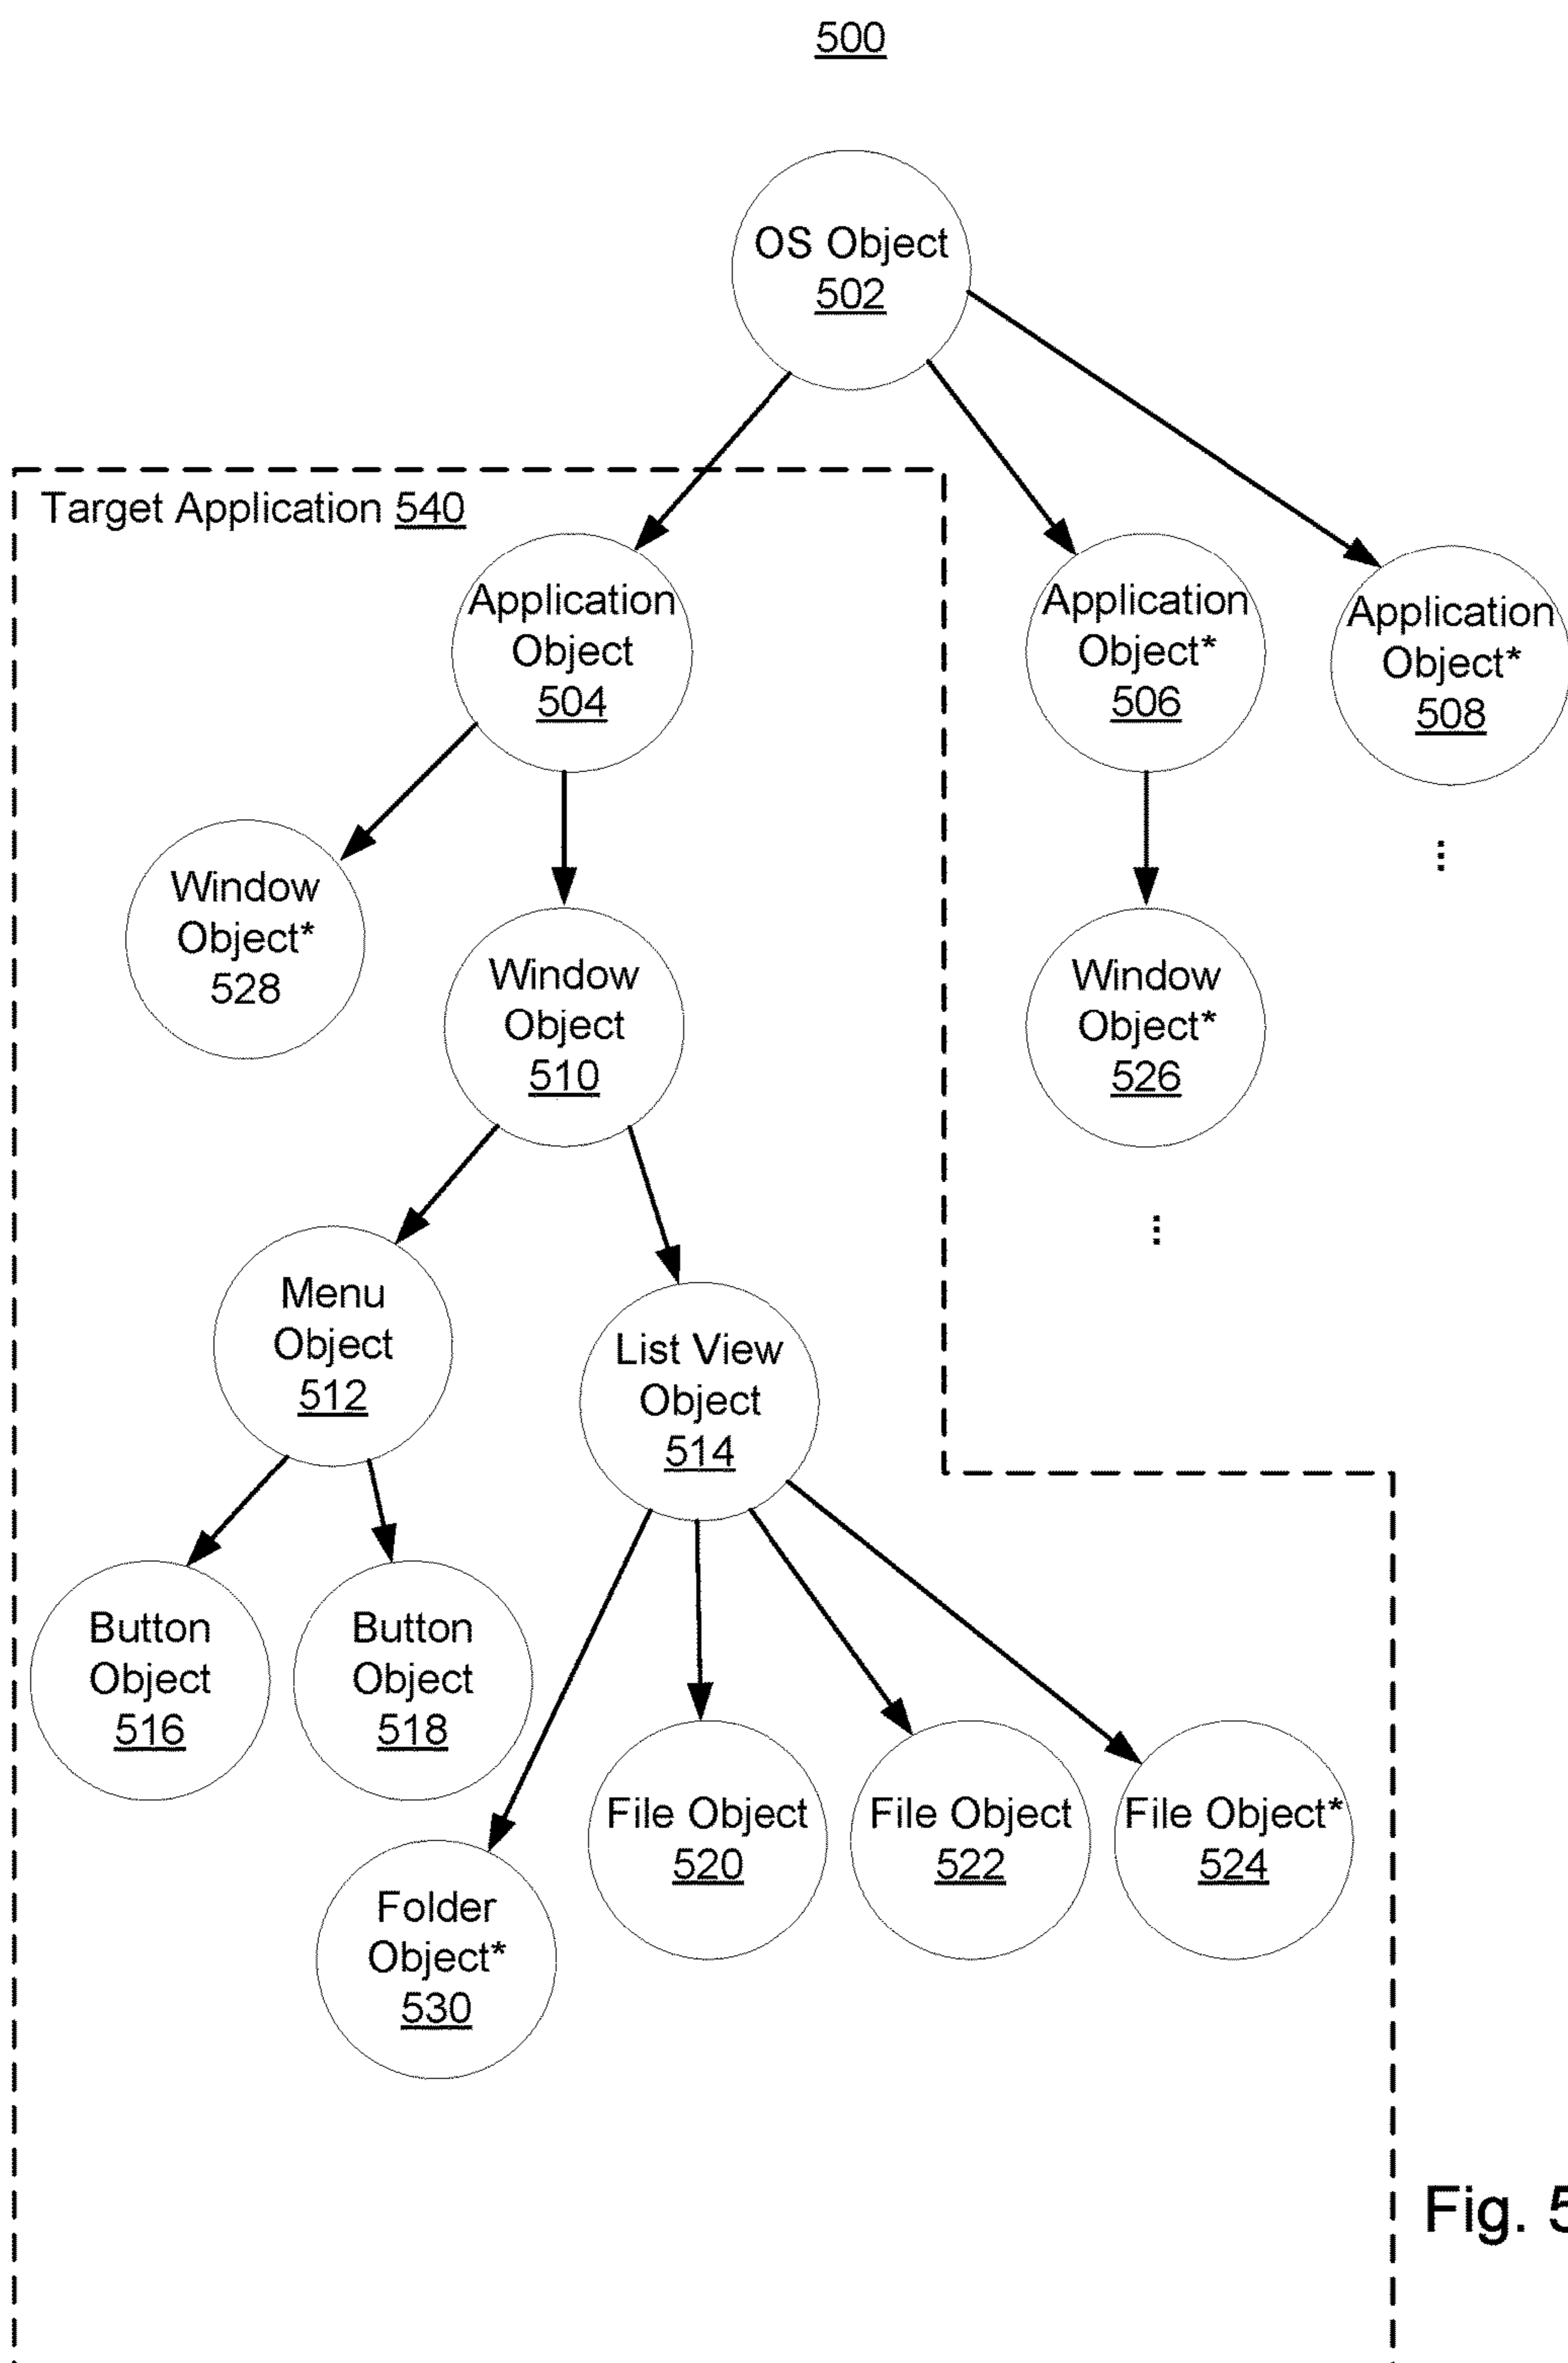 500
OS Object
502
Target Application 540
Application
Object
504
Application
Object*
506
Application
Object*
508
...
Window
Object*
528
Window
Object
510
Window
Object*
526
...
Menu
Object
512
List View
Object
514
Button
Object
516
Button
Object
518
File Object
520
File Object
522
File Object*
524
Folder
Object*
530
Fig. 5